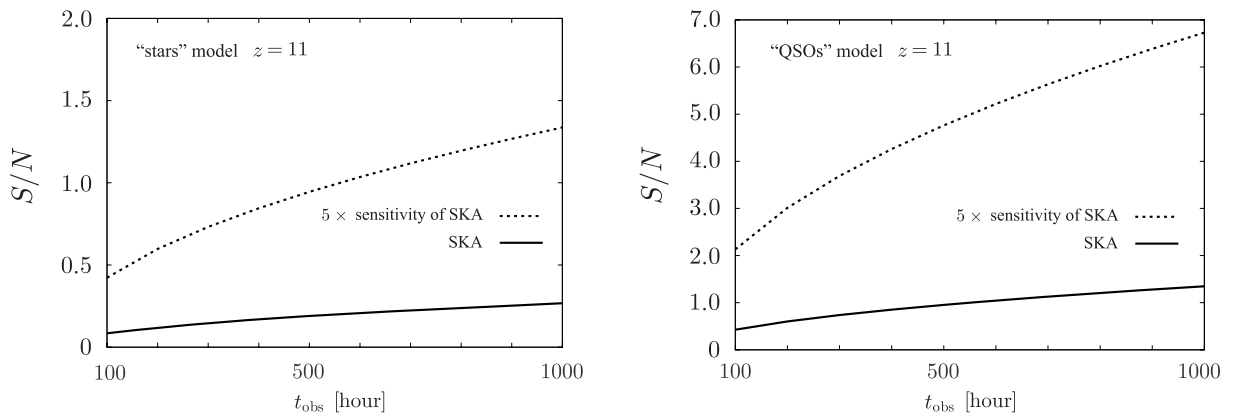 2.0
1.5
1.0
0.5
0
S/N
“stars” model z = 11
5 × sensitivity of SKA
SKA
100
500
1000
t_obs [hour]
7.0
6.0
5.0
4.0
3.0
2.0
1.0
0
S/N
“QSOs” model z = 11
5 × sensitivity of SKA
SKA
100
500
1000
t_obs [hour]